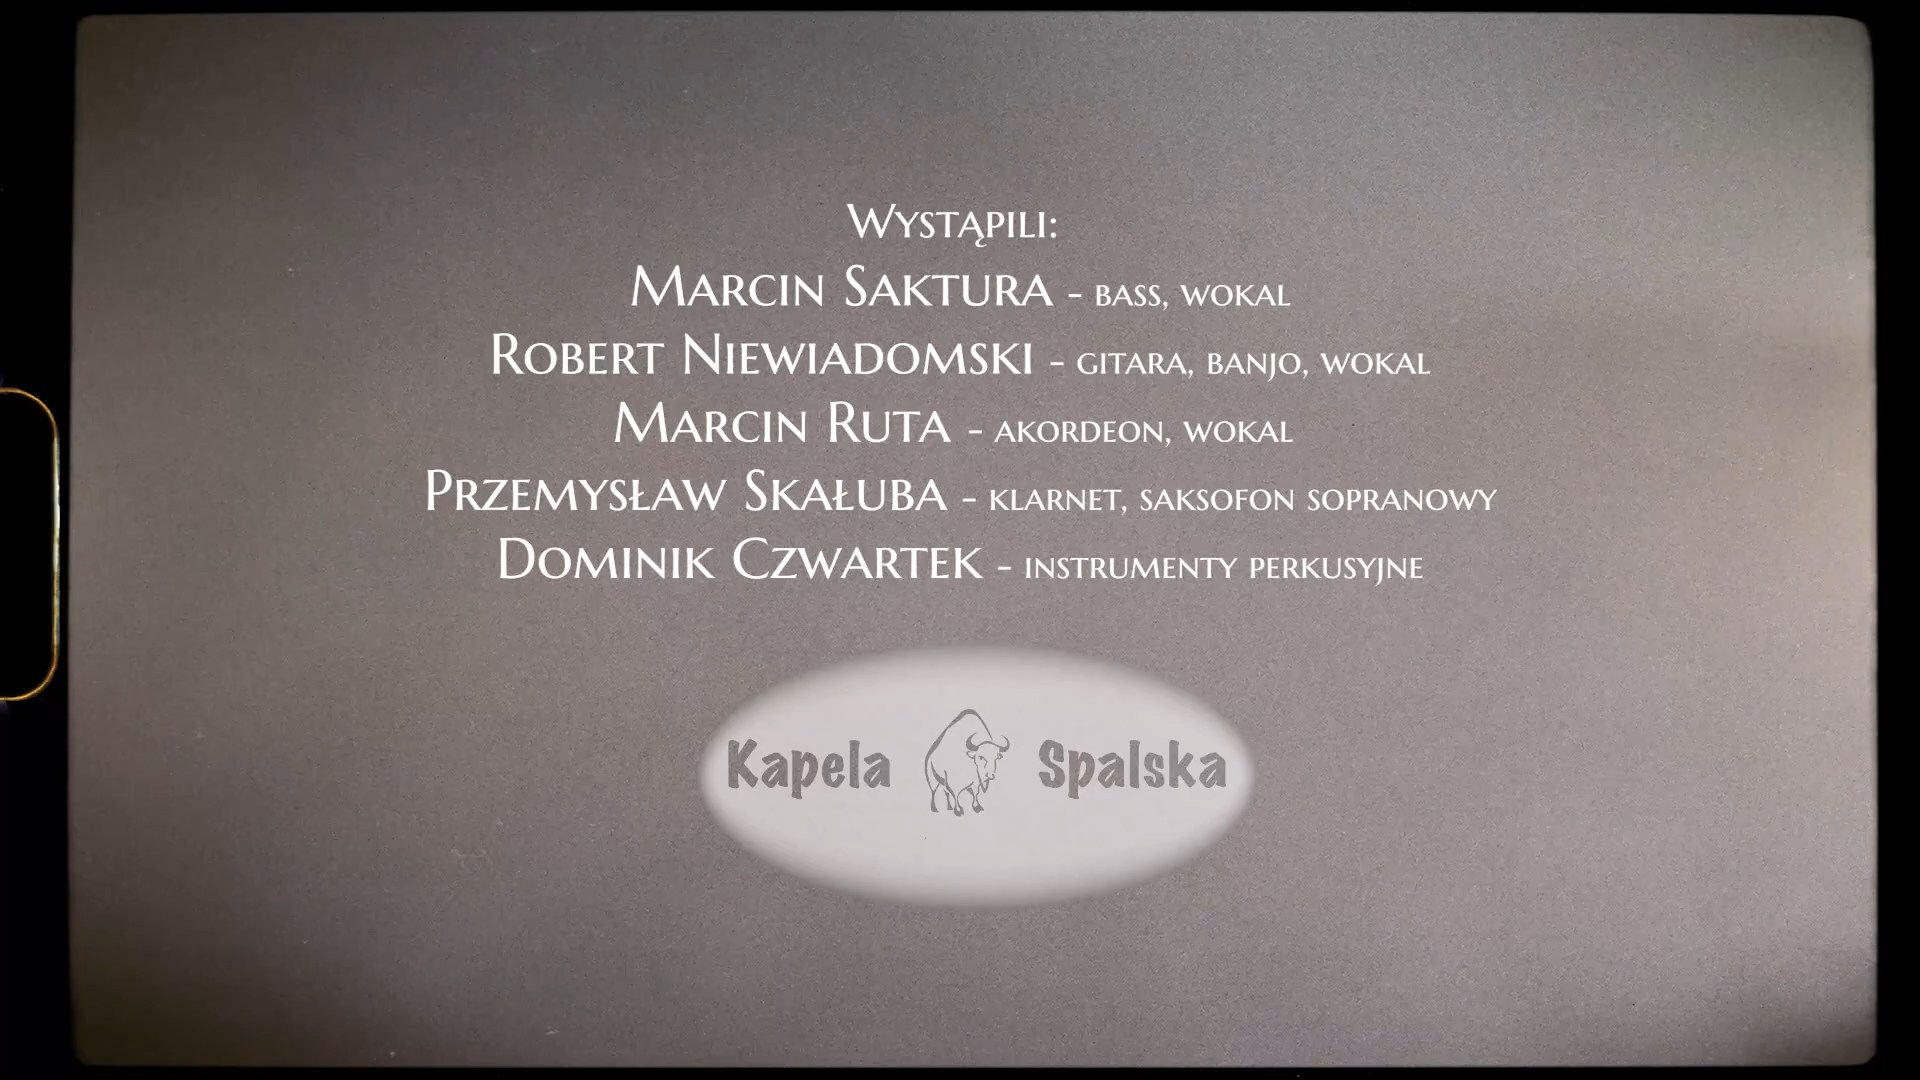 Wystąpili:
Marcin Saktura - bass, wokal
Robert Niewiadomski - gitara, banjo, wokal
Marcin Ruta - akordeon, wokal
Przemysław Skałuba - klarnet, saksofon sopranowy
Dominik Czwartek - instrumenty perkusyjne
Kapela Spalska